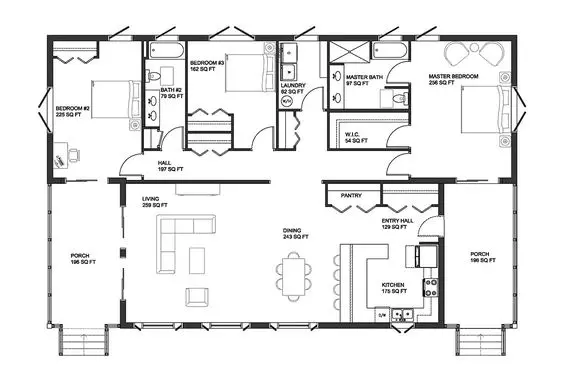 BEDROOM #3
162 SQ FT
LAUNDRY
62 SQ FT
W/H
MASTER BATH
97 SQ FT
MASTER BEDROOM
256 SQ FT
BATH #2
79 SQ FT
BEDROOM #2
225 SQ FT
W.I.C.
54 SQ FT
HALL
197 SQ FT
LIVING
259 SQ FT
PANTRY
ENTRY HALL
129 SQ FT
DINING
243 SQ FT
PORCH
196 SQ FT
PORCH
196 SQ FT
KITCHEN
175 SQ FT
D/W